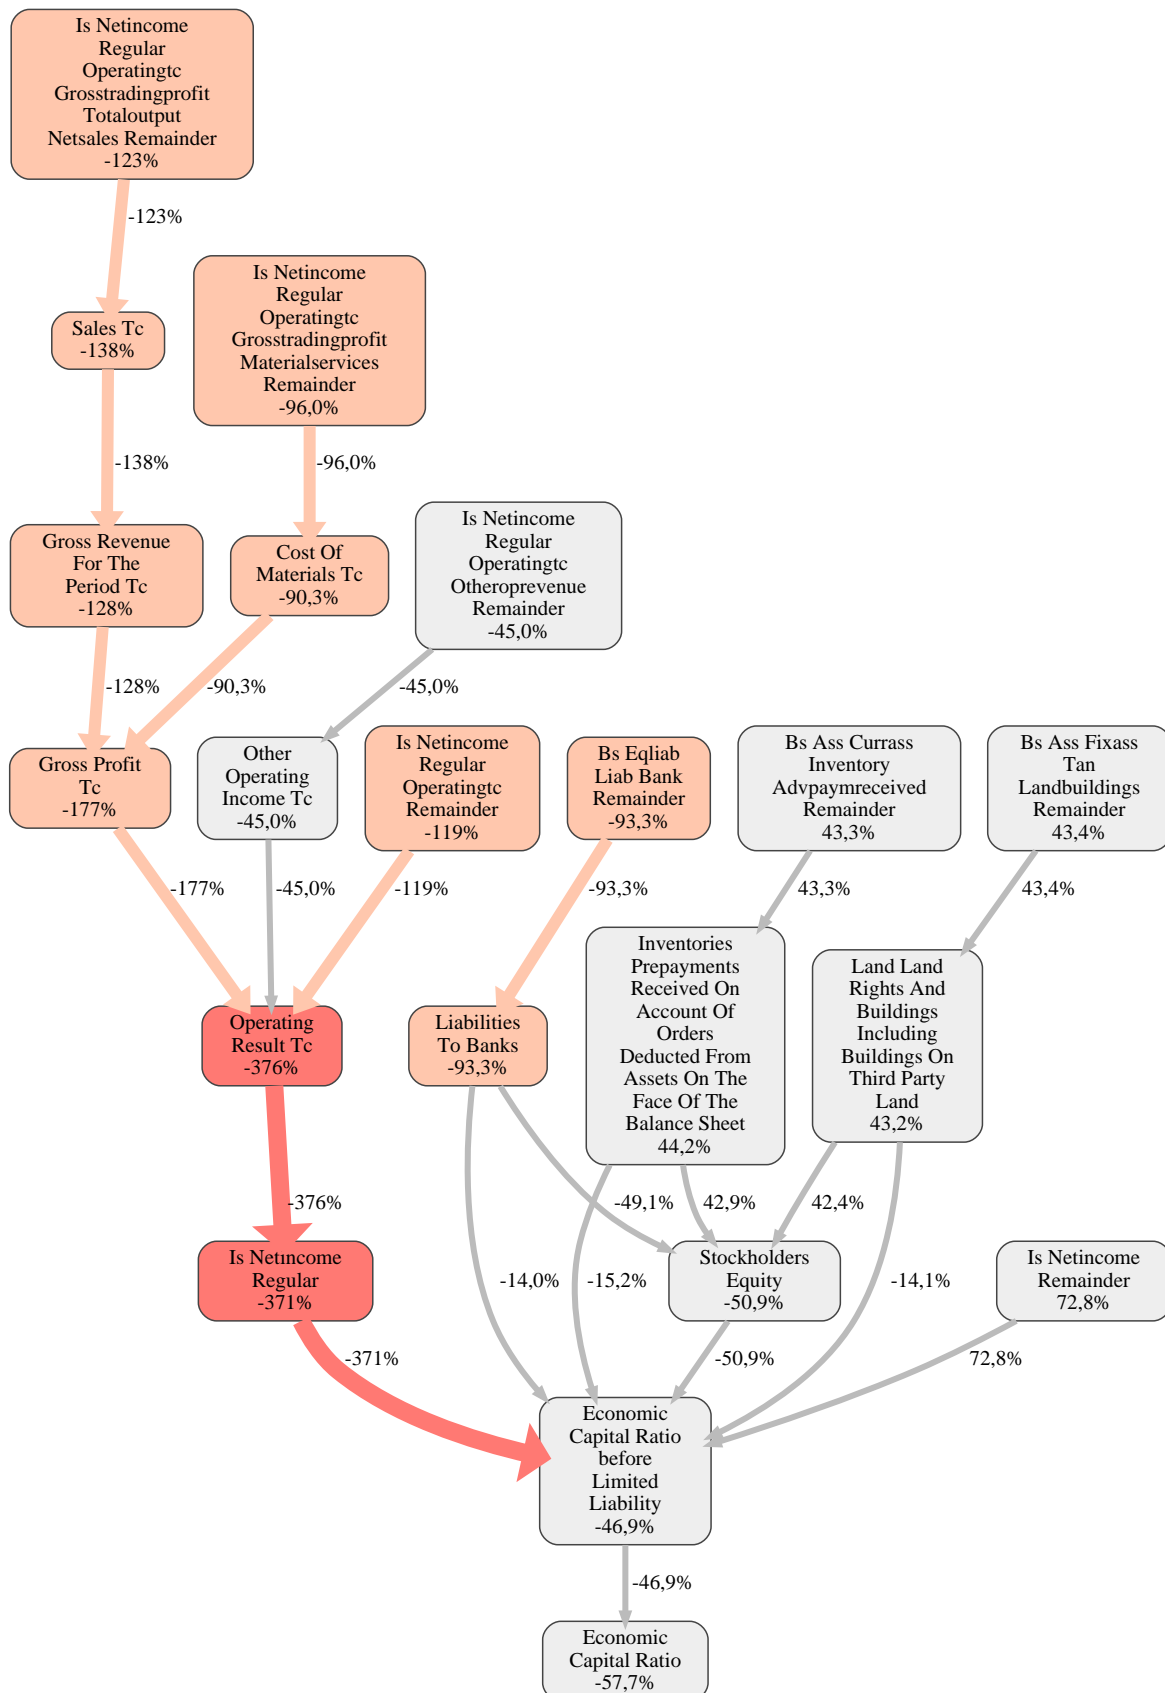 Is Netincome
Regular
Operatingtc
Grosstradingprofit
Totaloutput
Netsales Remainder
-123%
-123%
Is Netincome
Regular
Operatingtc
Grosstradingprofit
Materialservices
Remainder
-96,0%
Sales Tc
-138%
-138%
-96,0%
Is Netincome
Regular
Operatingtc
Otheroprevenue
Remainder
-45,0%
Gross Revenue
For The
Period Tc
-128%
Cost Of
Materials Tc
-90,3%
-128%
-90,3%
-45,0%
Gross Profit
Tc
-177%
Other
Operating
Income Tc
-45,0%
Is Netincome
Regular
Operatingtc
Remainder
-119%
Bs Eqliab
Liab Bank
Remainder
-93,3%
Bs Ass Currass
Inventory
Advpaymreceived
Remainder
43,3%
Bs Ass Fixass
Tan
Landbuildings
Remainder
43,4%
-177%
-45,0%
-119%
-93,3%
43,3%
43,4%
Operating
Result Tc
-376%
Liabilities
To Banks
-93,3%
Inventories
Prepayments
Received On
Account Of
Orders
Deducted From
Assets On The
Face Of The
Balance Sheet
44,2%
Land Land
Rights And
Buildings
Including
Buildings On
Third Party
Land
43,2%
-376%
-49,1%
42,9%
42,4%
Is Netincome
Regular
-371%
-14,0%
-15,2%
Stockholders
Equity
-50,9%
-14,1%
Is Netincome
Remainder
72,8%
-371%
-50,9%
72,8%
Economic
Capital Ratio
before
Limited
Liability
-46,9%
-46,9%
Economic
Capital Ratio
-57,7%